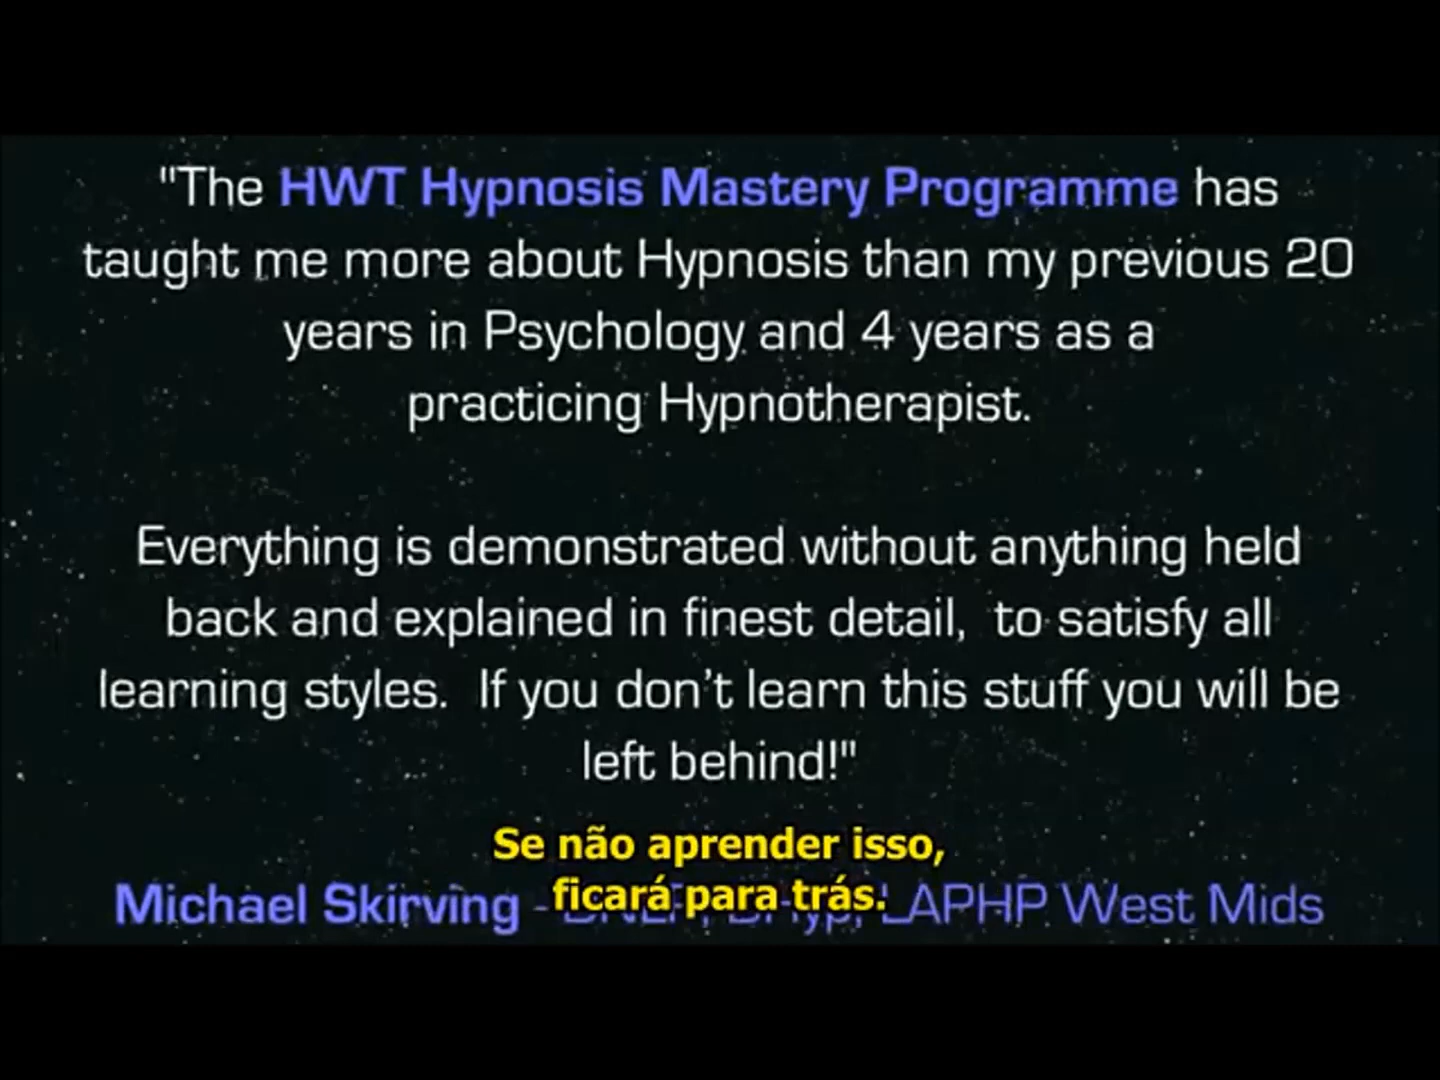 "The HWT Hypnosis Mastery Programme has
taught me more about Hypnosis than my previous 20
years in Psychology and 4 years as a
practicing Hypnotherapist.
Everything is demonstrated without anything held
back and explained in finest detail, to satisfy all
learning styles. If you don't learn this stuff you will be
left behind!"
Se não aprender isso,
ficará para trás.
Michael Skirving - LAPHP West Mids